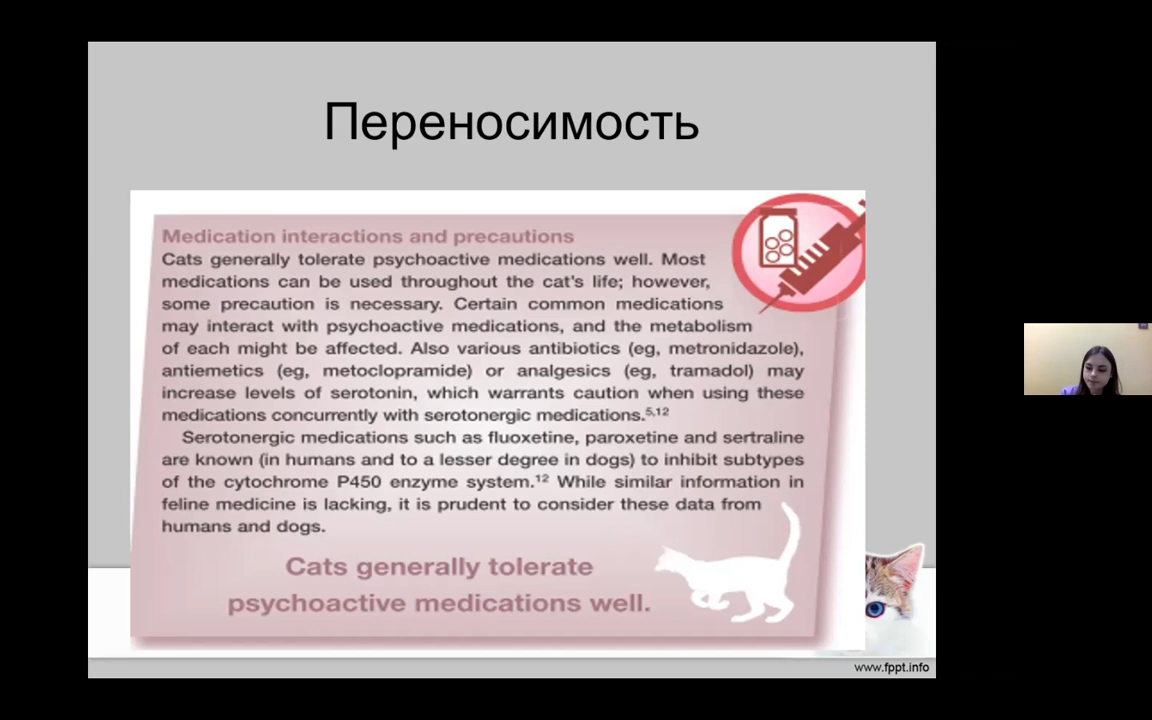 Переносимость
Medication interactions and precautions
Cats generally tolerate psychoactive medications well. Most
medications can be used throughout the cat's life; however,
some precaution is necessary. Certain common medications
may interact with psychoactive medications, and the metabolism
of each might be affected. Also various antibiotics (eg, metronidazole),
antiemetics (eg, metoclopramide) or analgesics (eg, tramadol) may
increase levels of serotonin, which warrants caution when using these
medications concurrently with serotonergic medications.5,12
Serotonergic medications such as fluoxetine, paroxetine and sertraline
are known (in humans and to a lesser degree in dogs) to inhibit subtypes
of the cytochrome P450 enzyme system.12 While similar information in
feline medicine is lacking, it is prudent to consider these data from
humans and dogs.
Cats generally tolerate
psychoactive medications well.
www.fppt.info